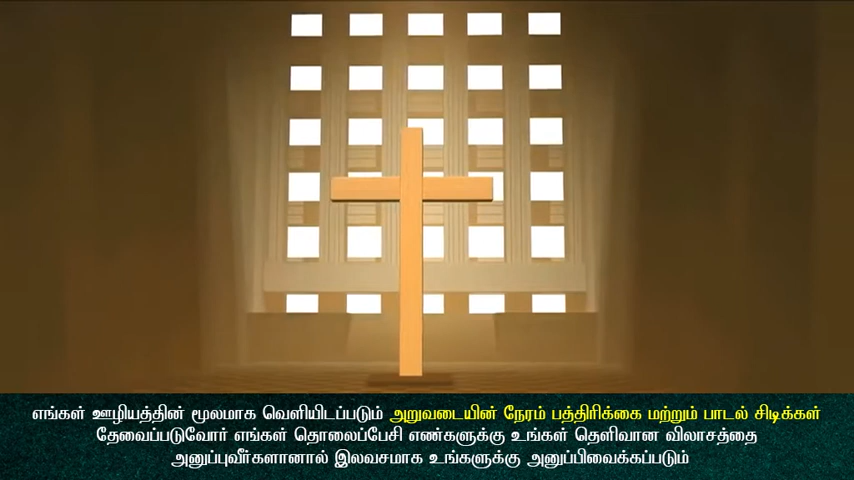 எங்கள் ஊழியத்தின் மூலமாக வெளியிடப்படும் அறுவடையின் நேரம் பத்திரிக்கை மற்றும் பாடல் சிடிக்கள்
தேவைப்படுவோர் எங்கள் தொலைப்பேசி எண்களுக்கு உங்கள் தெளிவான விலாசத்தை
அனுப்புவீர்களானால் இலவசமாக உங்களுக்கு அனுப்பிவைக்கப்படும்